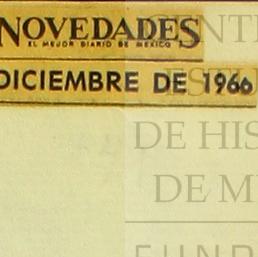 NOVEDADES
EL MEJOR DIARIO DE MEXICO
DICIEMBRE DE 1966
DE HIS
DE M